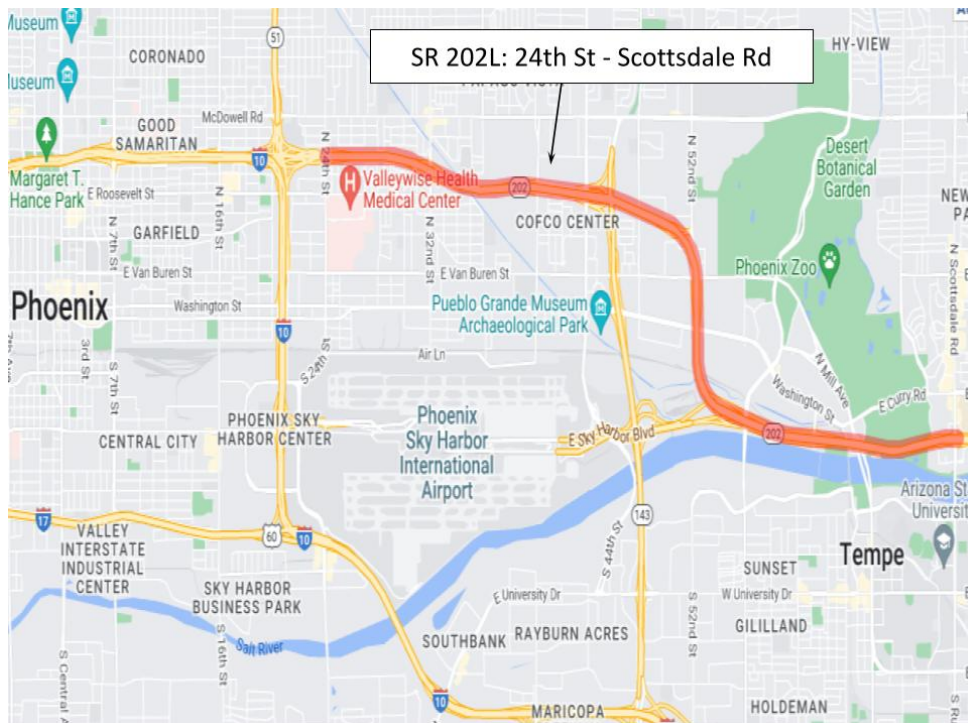 Museum
CORONADO
51
SR 202L: 24th St - Scottsdale Rd
HY-VIEW
Museum
McDowell Rd
GOOD
SAMARITAN
N 24th St
N 52nd St
Desert
Botanical
Garden
10
Margaret T.
Hance Park
E Roosevelt St
N 16th St
Valleywise Health
Medical Center
202
COFCO CENTER
N 7th St
GARFIELD
N 32nd St
E Van Buren St
E Van Buren St
Phoenix Zoo
N Scottsdale Rd
Phoenix
Washington St
Pueblo Grande Museum
Archaeological Park
10
3rd St.
S 7th St
S 24th St
Air Ln
N Mill Ave
Washington St
E Curry Rd
CENTRAL CITY
PHOENIX SKY
HARBOR CENTER
Phoenix
Sky Harbor
International
Airport
E Sky Harbor Blvd
202
17
60
10
143
S 44th St
VALLEY
INTERSTATE
INDUSTRIAL
CENTER
Tempe
SKY HARBOR
BUSINESS PARK
E University Dr
SUNSET
W University Dr
GILILLAND
S 16th St
Salt River
SOUTHBANK
RAYBURN ACRES
S 52nd St
10
MARICOPA
HOLDEMAN